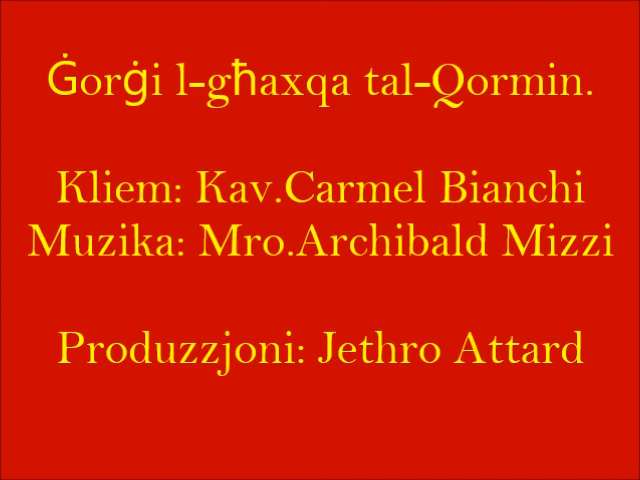 Ġorġi l-għaxqa tal-Qormin.
Kliem: Kav.Carmel Bianchi
Muzika: Mro.Archibald Mizzi
Produzzjoni: Jethro Attard